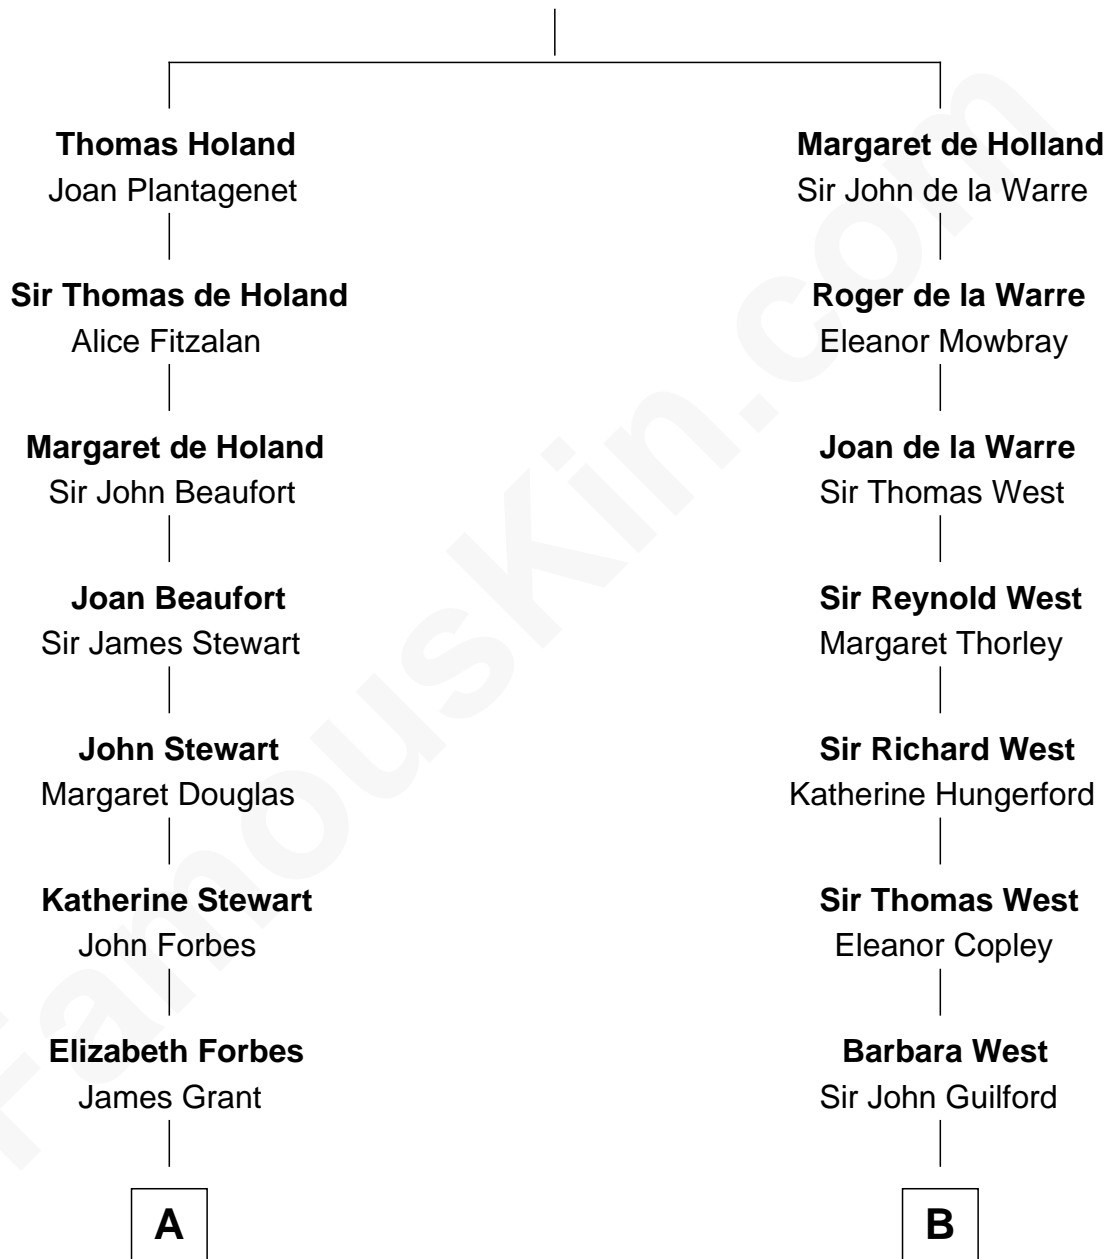 Thomas Holand
Joan Plantagenet
Sir Thomas de Holand
Alice Fitzalan
Margaret de Holand
Sir John Beaufort
Joan Beaufort
Sir James Stewart
John Stewart
Margaret Douglas
Katherine Stewart
John Forbes
Elizabeth Forbes
James Grant
A
Margaret de Holland
Sir John de la Warre
Roger de la Warre
Eleanor Mowbray
Joan de la Warre
Sir Thomas West
Sir Reynold West
Margaret Thorley
Sir Richard West
Katherine Hungerford
Sir Thomas West
Eleanor Copley
Barbara West
Sir John Guilford
B
FamousKin.com